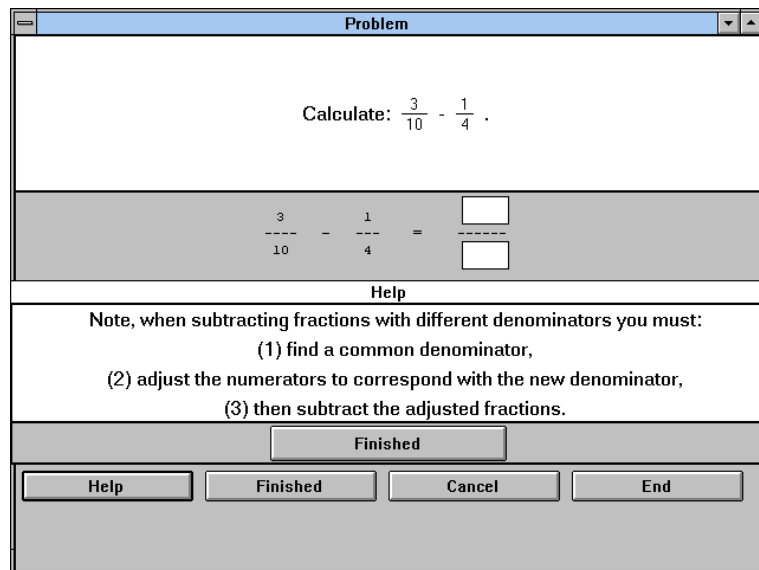 Problem
Calculate: 3/10 - 1/4 .
3/10 - 1/4 =
Help
Note, when subtracting fractions with different denominators you must:
(1) find a common denominator,
(2) adjust the numerators to correspond with the new denominator,
(3) then subtract the adjusted fractions.
Finished
Help Finished Cancel End